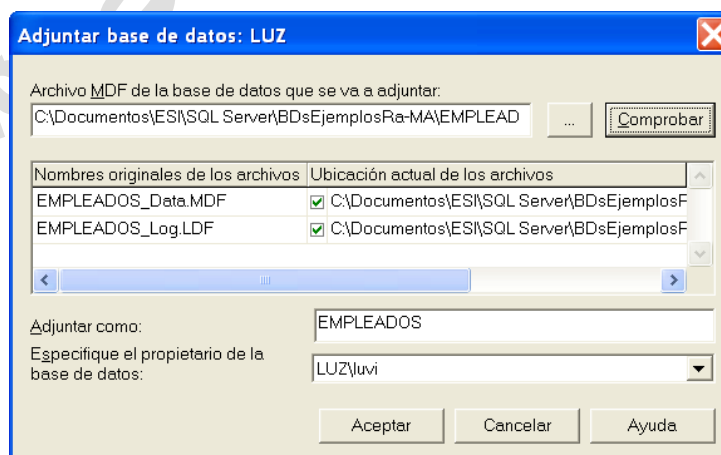 Adjuntar base de datos: LUZ
Archivo MDF de la base de datos que se va a adjuntar:
C:\Documentos\ESI\SQL Server\BDsEjemplosRa-MA\EMPLEAD
... Comprobar
Nombres originales de los archivos Ubicación actual de los archivos
EMPLEADOS_Data.MDF C:\Documentos\ESI\SQL Server\BDsEjemplosF
EMPLEADOS_Log.LDF C:\Documentos\ESI\SQL Server\BDsEjemplosF
Adjuntar como: EMPLEADOS
Especifique el propietario de la
base de datos: LUZ\luvi
Aceptar Cancelar Ayuda